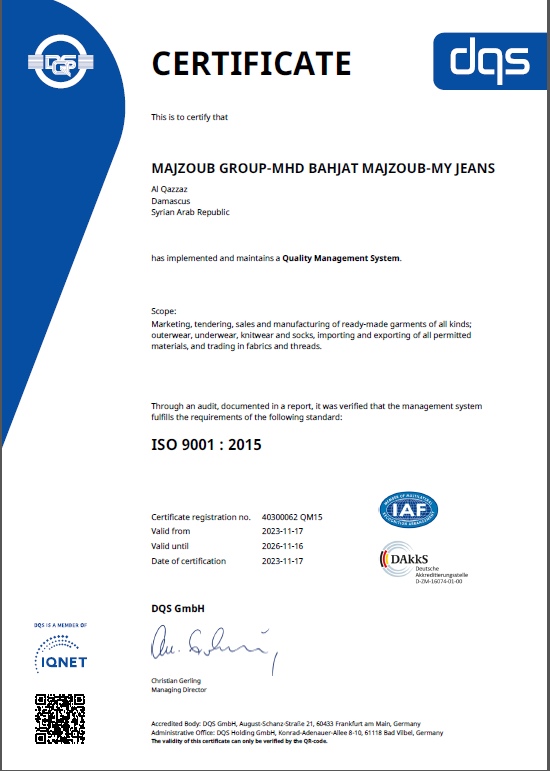 DQS
CERTIFICATE
dqs
This is to certify that
MAJZOUB GROUP-MHD BAHJAT MAJZOUB-MY JEANS
Al Qazzaz
Damascus
Syrian Arab Republic
has implemented and maintains a Quality Management System.
Scope:
Marketing, tendering, sales and manufacturing of ready-made garments of all kinds;
outerwear, underwear, knitwear and socks, importing and exporting of all permitted
materials, and trading in fabrics and threads.
Through an audit, documented in a report, it was verified that the management system
fulfills the requirements of the following standard:
ISO 9001 : 2015
Certificate registration no. 40300062 QM15
Valid from 2023-11-17
Valid until 2026-11-16
Date of certification 2023-11-17
MEMBER OF MULTILATERAL
IAF
RECOGNITION ARRANGEMENT
DAkkS
Deutsche
Akkreditierungsstelle
D-ZM-16074-01-00
DQS GmbH
Christian Gerling
Managing Director
DQS IS A MEMBER OF
IQNET
Accredited Body: DQS GmbH, August-Schanz-Straße 21, 60433 Frankfurt am Main, Germany
Administrative Office: DQS Holding GmbH, Konrad-Adenauer-Allee 8-10, 61118 Bad Vilbel, Germany
The validity of this certificate can only be verified by the QR-code.